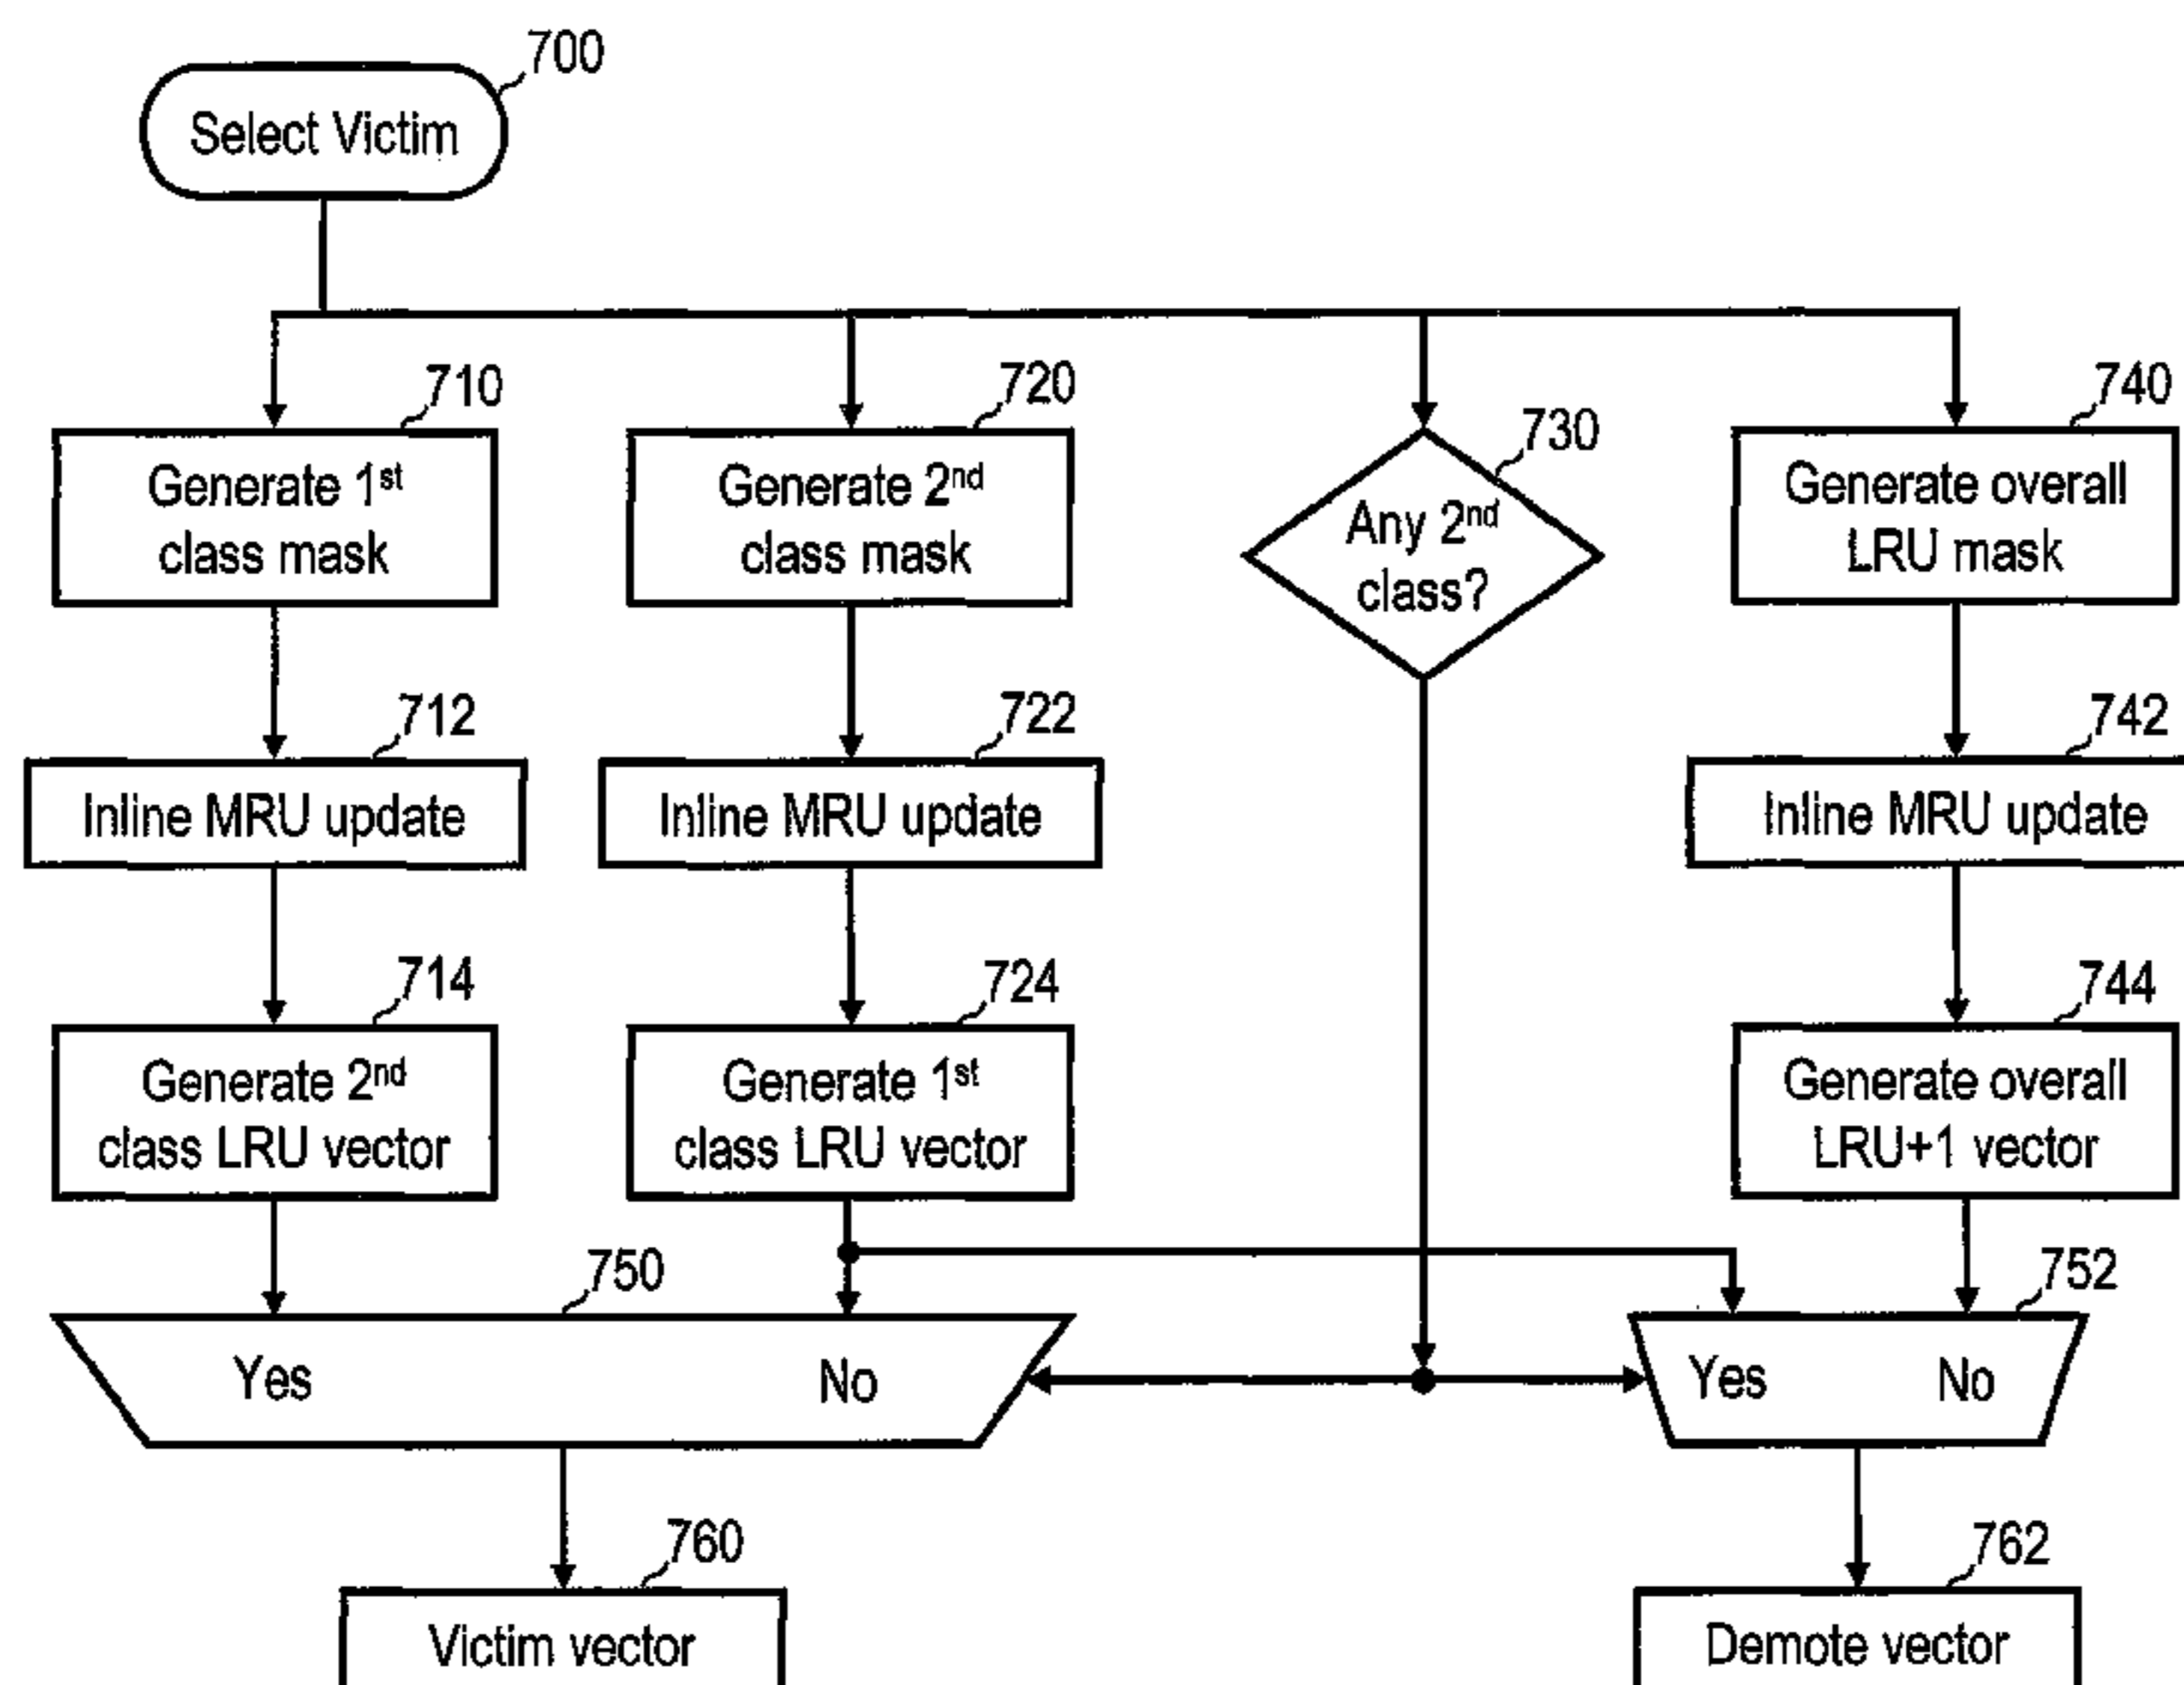 700
Select Victim
710
Generate 1st
class mask
720
Generate 2nd
class mask
730
Any 2nd
class?
740
Generate overall
LRU mask
712
Inline MRU update
722
Inline MRU update
742
Inline MRU update
714
Generate 2nd
class LRU vector
724
Generate 1st
class LRU vector
744
Generate overall
LRU+1 vector
750
Yes
No
752
Yes
No
760
Victim vector
762
Demote vector